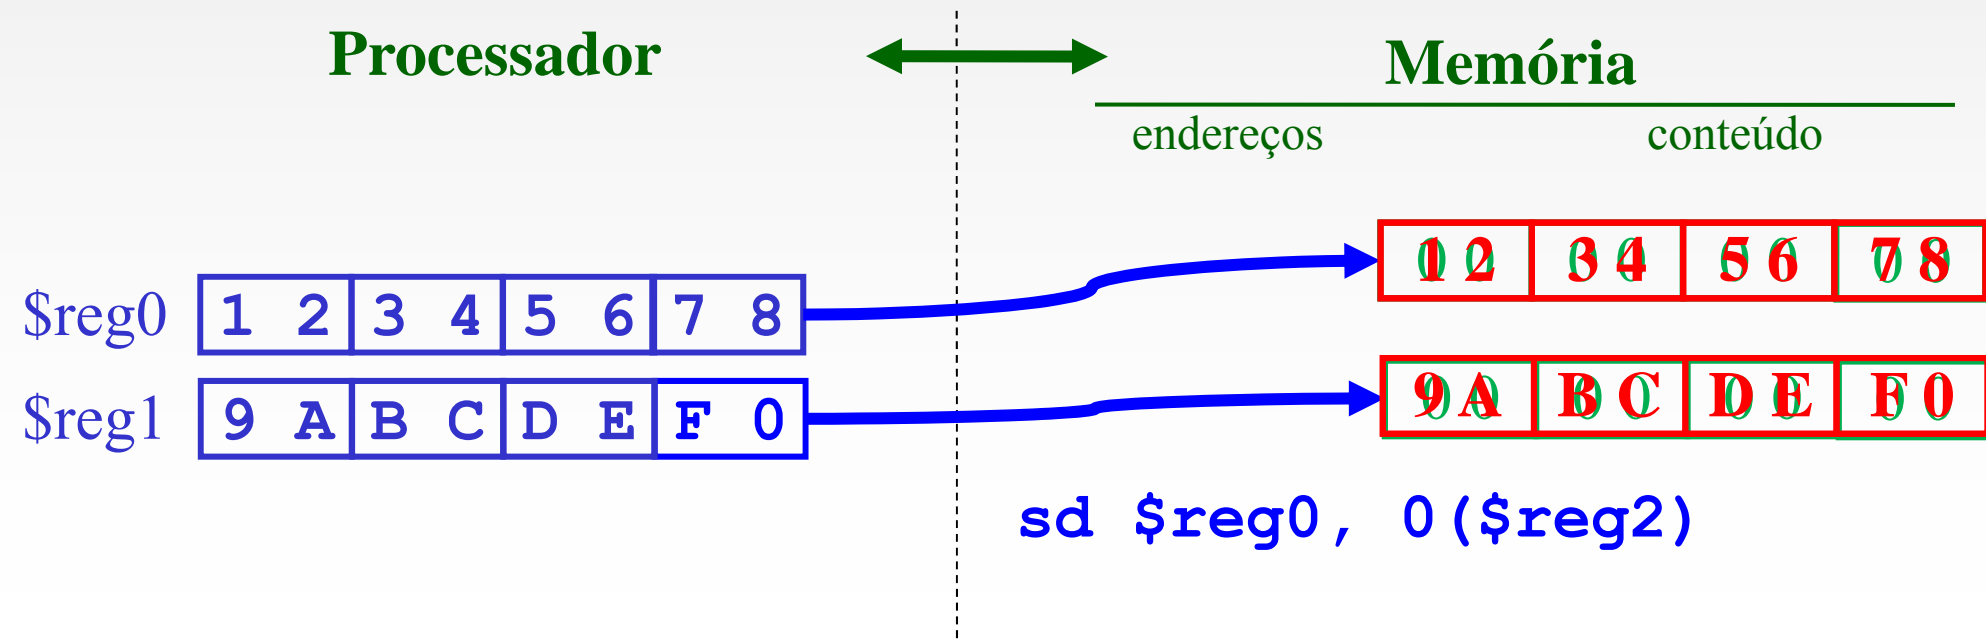 Processador
Memória
endereços conteúdo
$reg0 1 2 3 4 5 6 7 8
12 34 56 78
$reg1 9 A B C D E F 0
9A BC DE F0
sd $reg0, 0($reg2)